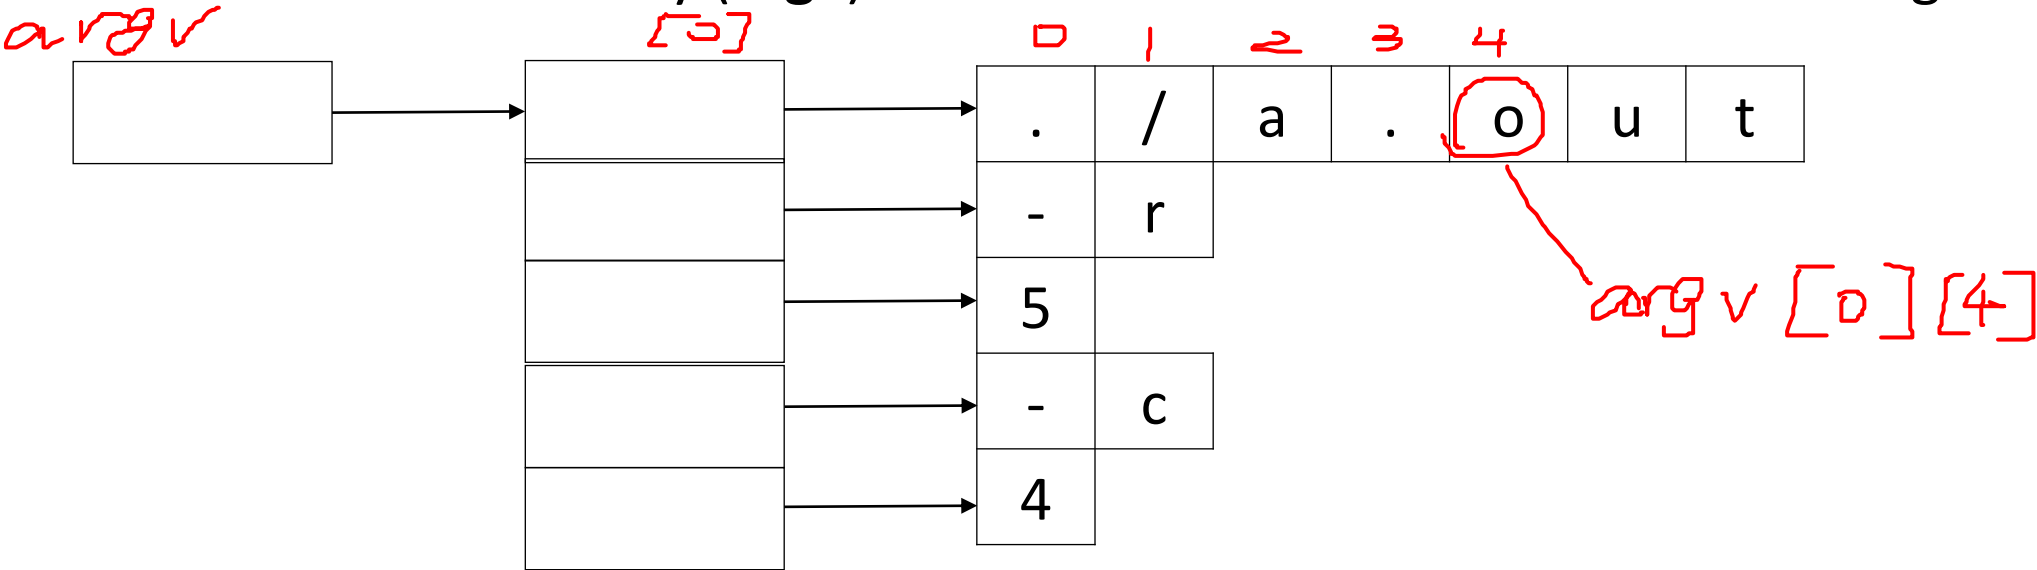 argv [0] 0 1 2 3 4
. / a . o u t
- r
5
argv [0][4]
- c
4